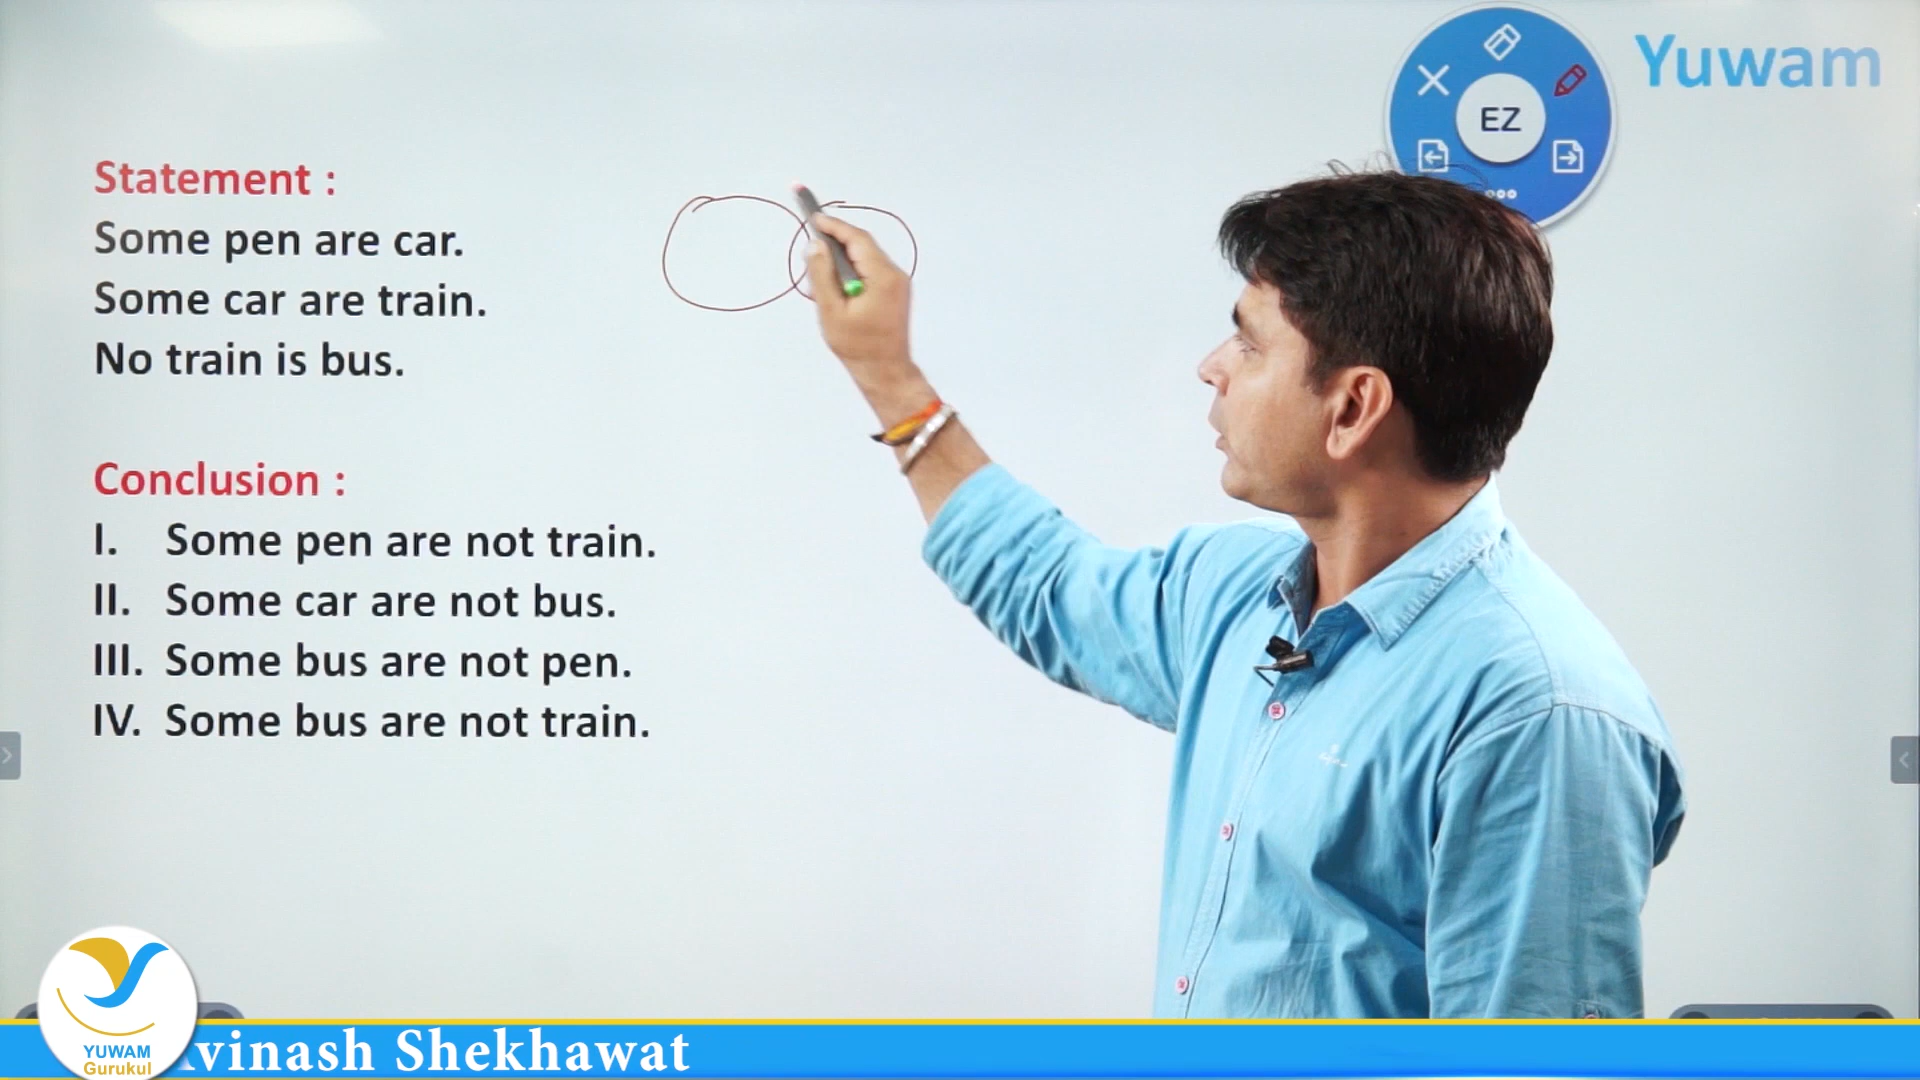 Yuwam
EZ
Statement :
Some pen are car.
Some car are train.
No train is bus.
Conclusion :
I. Some pen are not train.
II. Some car are not bus.
III. Some bus are not pen.
IV. Some bus are not train.
YUWAM
Gurukul
vinash Shekhawat